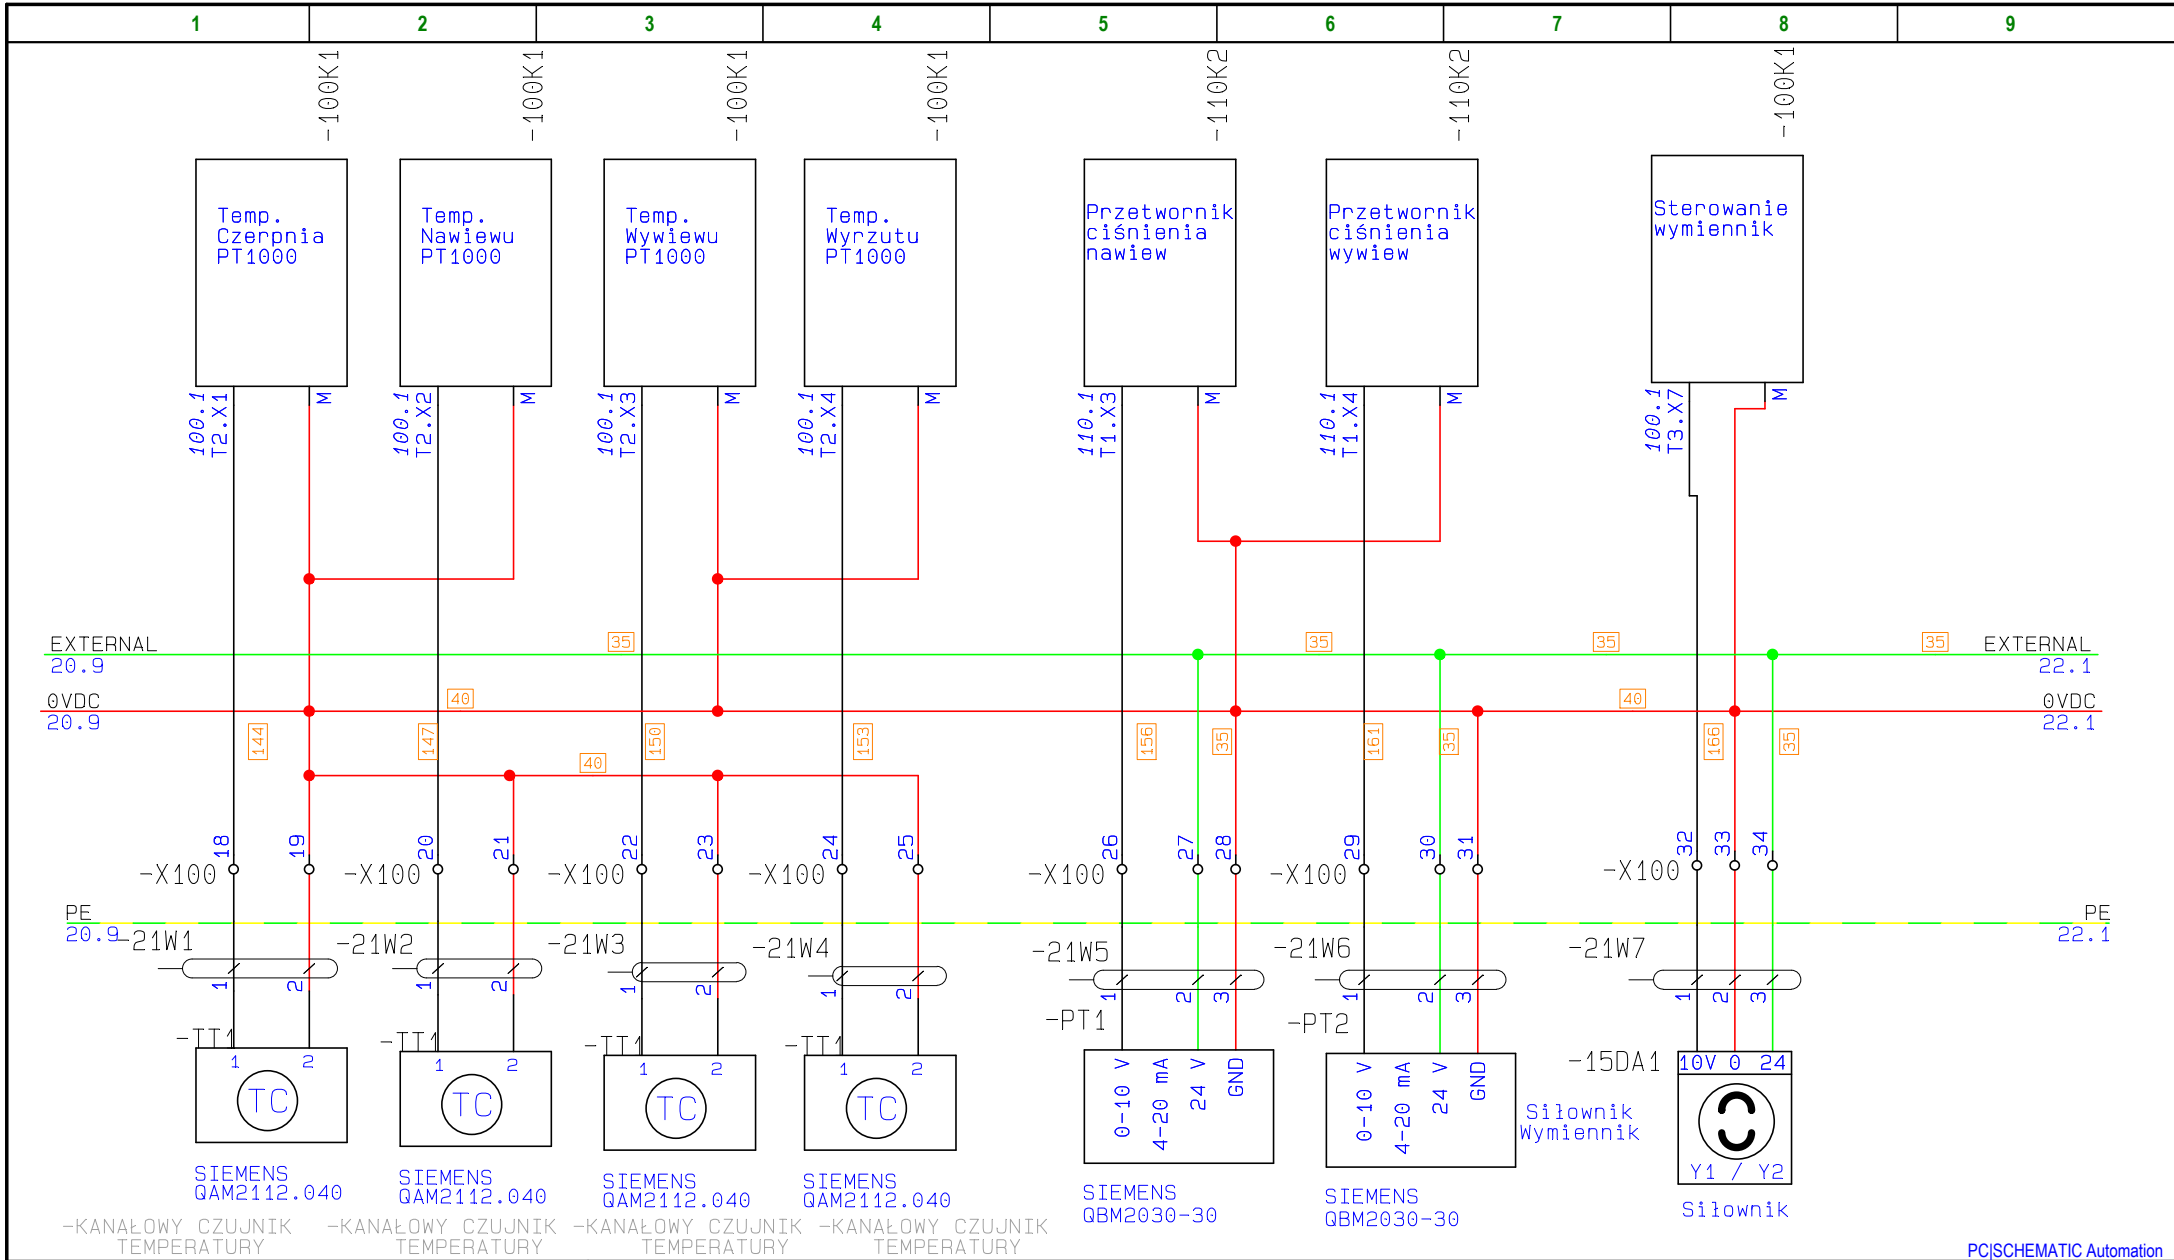 1 2 3 4 5 6 7 8 9
-100K1 -100K1 -100K1 -100K1 -110K2 -110K2 -100K1
Temp.
Czerpnia
PT1000
Temp.
Nawiewu
PT1000
Temp.
Wywiewu
PT1000
Temp.
Wyrzutu
PT1000
Przetwornik
ciśnienia
nawiew
Przetwornik
ciśnienia
wywiew
Sterowanie
wymiennik
100.1
T2.X1
M
100.1
T2.X2
M
100.1
T2.X3
M
100.1
T2.X4
M
110.1
T1.X3
M
110.1
T1.X4
M
100.1
T3.X7
M
EXTERNAL 35 35 35 35 EXTERNAL
20.9 22.1
0VDC 40 40 0VDC
20.9 22.1
144 147 150 153 156 35 161 35 166 35
40
18 19 20 21 22 23 24 25 26 27 28 29 30 31 32 33 34
-X100 -X100 -X100 -X100 -X100 -X100 -X100
PE PE
20.9 22.1
-21W1 -21W2 -21W3 -21W4 -21W5 -21W6 -21W7
1 2 1 2 1 2 1 2 1 2 3 1 2 3 1 2 3
-TT1 -TT1 -TT1 -TT1 -PT1 -PT2 -15DA1
1 2 1 2 1 2 1 2
TC TC TC TC
0-10 V
4-20 mA
24 V
GND
0-10 V
4-20 mA
24 V
GND
10V 0 24
Y1 / Y2
Siłownik
Wymiennik
Siłownik
SIEMENS
QAM2112.040
SIEMENS
QAM2112.040
SIEMENS
QAM2112.040
SIEMENS
QAM2112.040
SIEMENS
QBM2030-30
SIEMENS
QBM2030-30
-KANAŁOWY CZUJNIK
TEMPERATURY
-KANAŁOWY CZUJNIK
TEMPERATURY
-KANAŁOWY CZUJNIK
TEMPERATURY
-KANAŁOWY CZUJNIK
TEMPERATURY
PC|SCHEMATIC Automation